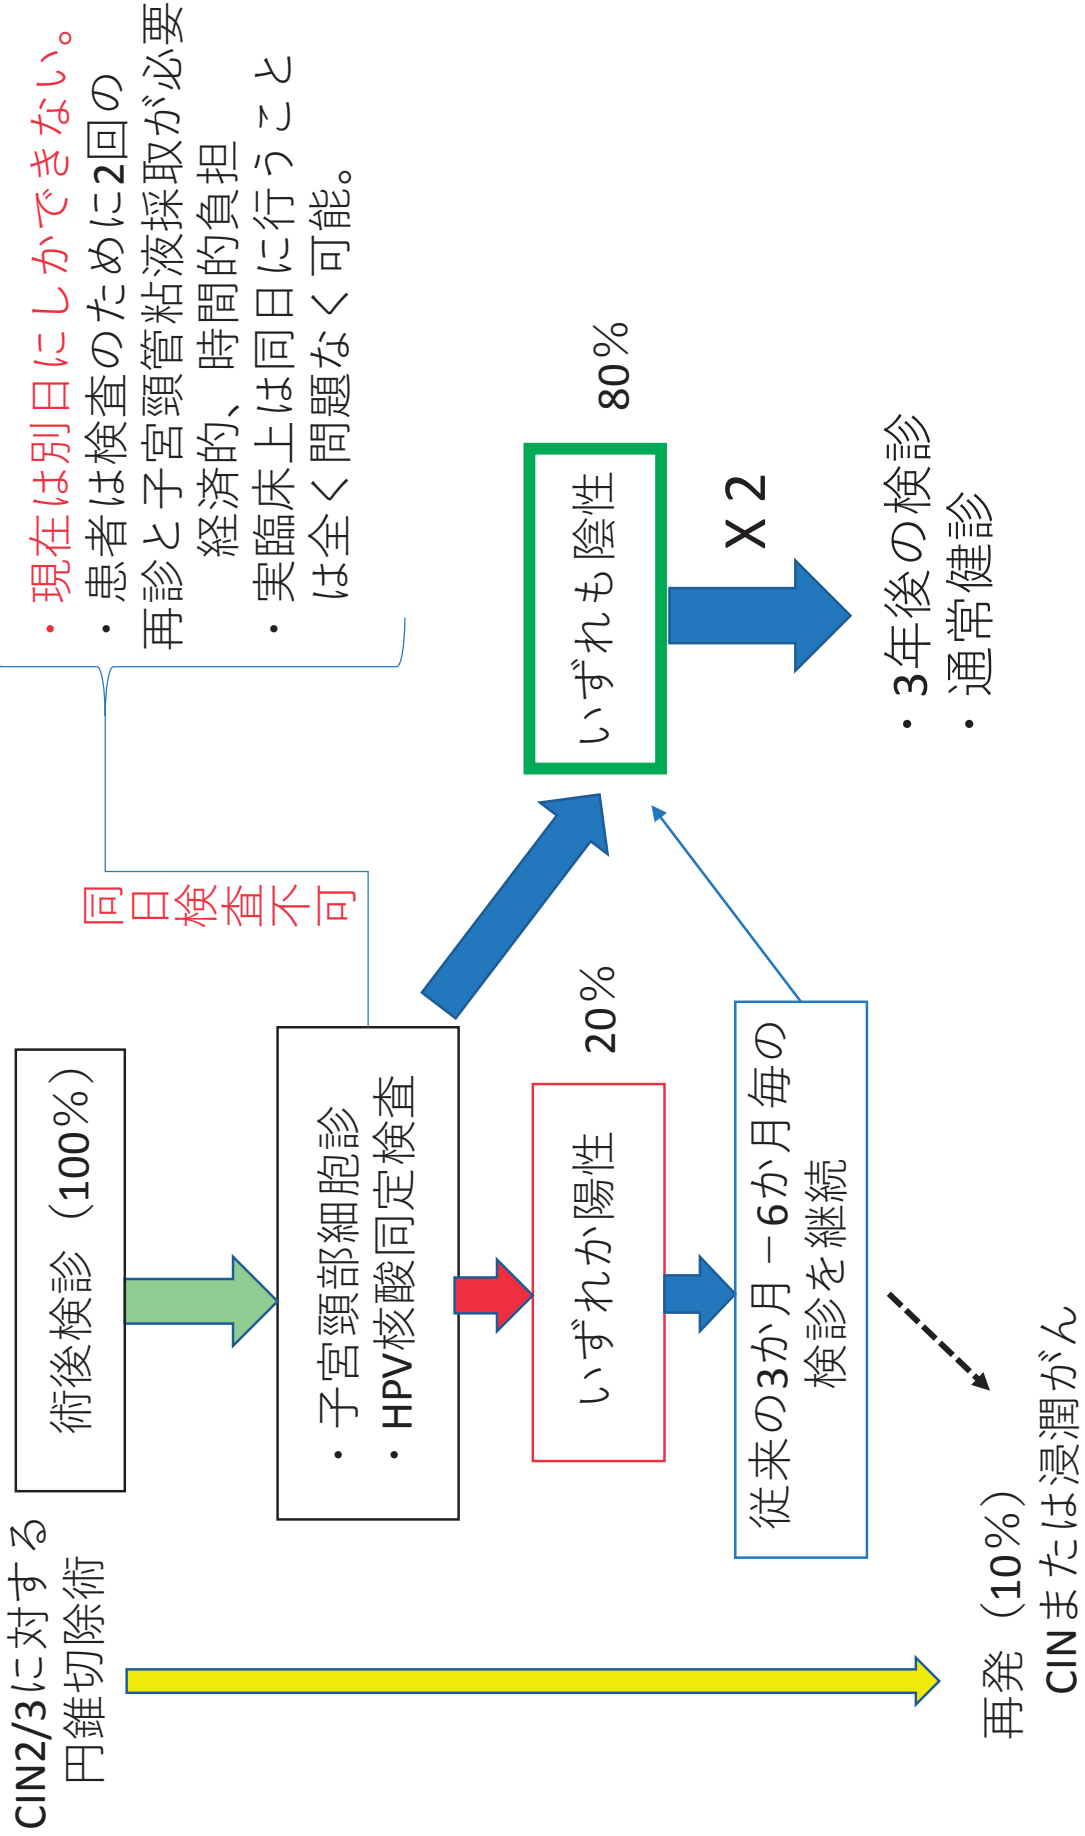 CIN2/3に対する
円錐切除術
術後検診（100%）
・子宮頸部細胞診
・HPV核酸同定検査
同日検査不可
・現在は別日にしかできない。
・患者は検査のために2回の
再診と子宮頸管粘液採取が必要
経済的、時間的負担
・実臨床上は同日に行うこと
は全く問題なく可能。
いずれか陽性
20%
いずれも陰性
80%
X 2
従来の3か月－6か月毎の
検診を継続
・3年後の検診
・通常健診
再発（10%）
CINまたは浸潤がん